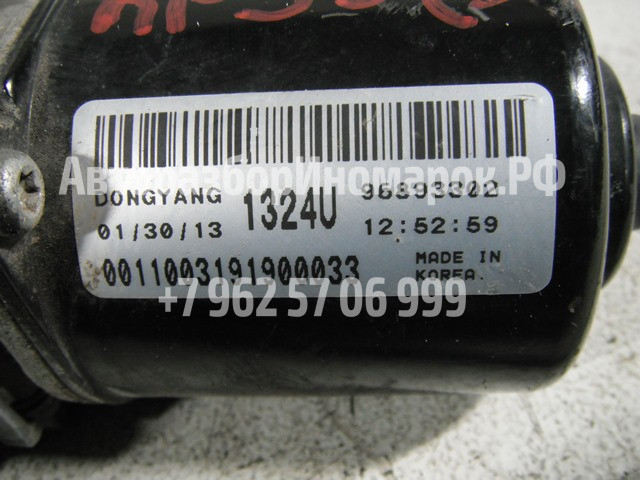 АвторазборИномарок.РФ
DONGYANG 1324U 96893302
01/30/13 12:52:59
0011003191900033 MADE IN
KOREA.
+7 962 57 06 999